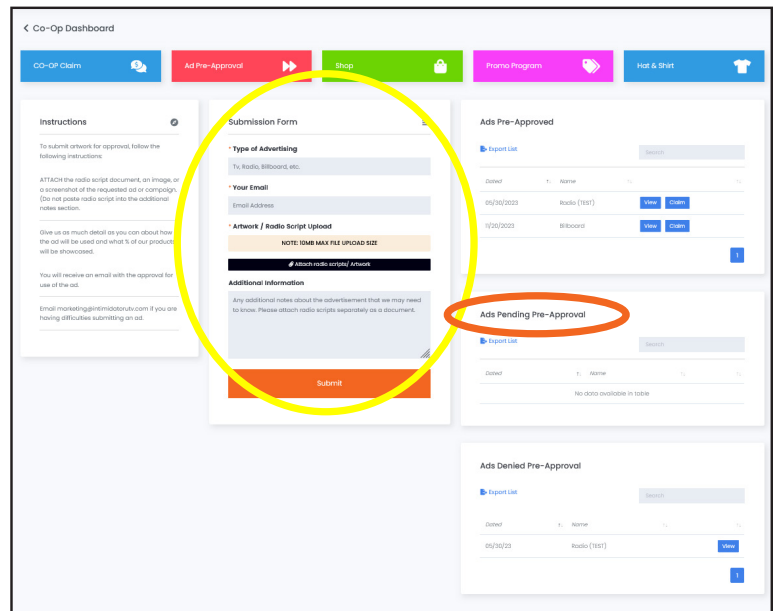 Co-Op Dashboard
CO-OP Claim
Ad Pre-Approval
Shop
Promo Program
Hat & Shirt
Instructions
To submit artwork for approval, follow the
following instructions:
ATTACH the radio script document, an image, or
a screenshot of the requested ad or campaign.
(Do not paste radio script into the additional
notes section.
Give us as much detail as you can about how
the ad will be used and what % of our products
will be showcased.
You will receive an email with the approval for
use of the ad.
Email marketing@intimidatorutv.com if you are
having difficulties submitting an ad.
Submission Form
* Type of Advertising
Tv, Radio, Billboard, etc.
* Your Email
Email Address
* Artwork / Radio Script Upload
NOTE: 10MB MAX FILE UPLOAD SIZE
Attach radio scripts/ Artwork
Additional Information
Any additional notes about the advertisement that we may need
to know. Please attach radio scripts separately as a document.
Submit
Ads Pre-Approved
Export List
Search
Dated Name
05/30/2023 Radio (TEST) View Claim
11/20/2023 Billboard View Claim
1
Ads Pending Pre-Approval
Export List
Search
Dated Name
No data available in table
Ads Denied Pre-Approval
Export List
Search
Dated Name
05/30/23 Radio (TEST) View
1